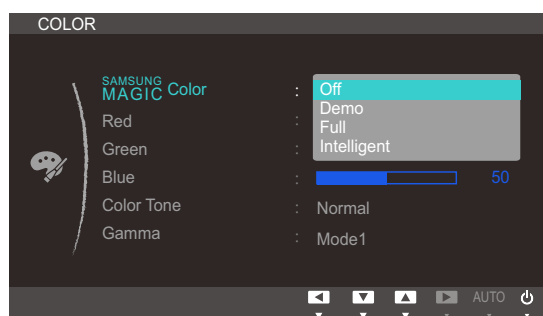 COLOR
SAMSUNG
MAGIC Color : Off
Demo
Red :
Full
Green : Intelligent
Blue : 50
Color Tone : Normal
Gamma : Mode1
AUTO